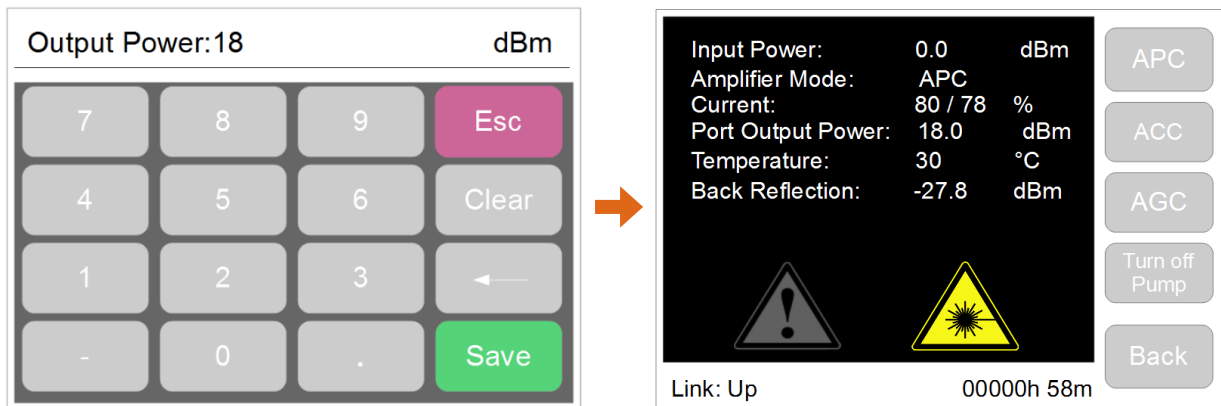 Output Power:18 dBm
7 8 9 Esc
4 5 6 Clear
1 2 3
- 0 . Save
Input Power: 0.0 dBm
Amplifier Mode: APC
Current: 80 / 78 %
Port Output Power: 18.0 dBm
Temperature: 30 °C
Back Reflection: -27.8 dBm
!
Link: Up 00000h 58m
APC
ACC
AGC
Turn off
Pump
Back